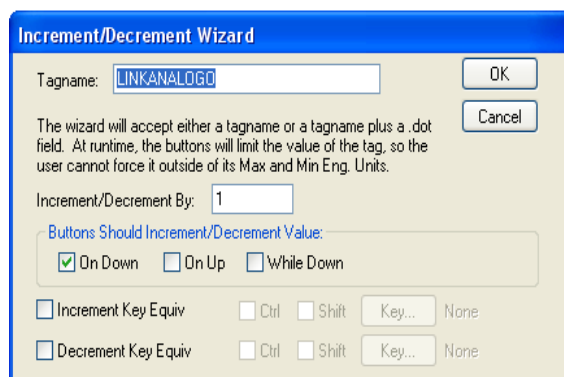 Increment/Decrement Wizard
Tagname: LINKANALOGO OK
Cancel
The wizard will accept either a tagname or a tagname plus a .dot
field. At runtime, the buttons will limit the value of the tag, so the
user cannot force it outside of its Max and Min Eng. Units.
Increment/Decrement By: 1
Buttons Should Increment/Decrement Value:
On Down On Up While Down
Increment Key Equiv Ctrl Shift Key... None
Decrement Key Equiv Ctrl Shift Key... None